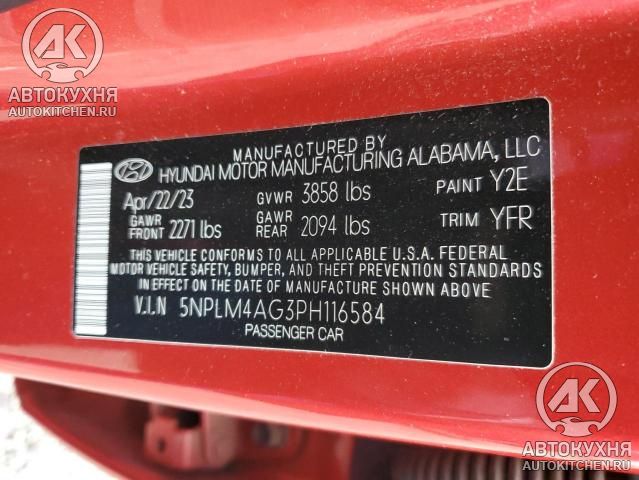 АК
АВТОКУХНЯ
AUTOKITCHEN.RU
MANUFACTURED BY
HYUNDAI MOTOR MANUFACTURING ALABAMA, LLC
Apr/22/23 GVWR 3858 lbs PAINT Y2E
GAWR FRONT 2271 lbs GAWR REAR 2094 lbs TRIM YFR
THIS VEHICLE CONFORMS TO ALL APPLICABLE U.S.A. FEDERAL
MOTOR VEHICLE SAFETY, BUMPER, AND THEFT PREVENTION STANDARDS
IN EFFECT ON THE DATE OF MANUFACTURE SHOWN ABOVE
V.I.N 5NPLM4AG3PH116584
PASSENGER CAR
АК
АВТОКУХНЯ
AUTOKITCHEN.RU